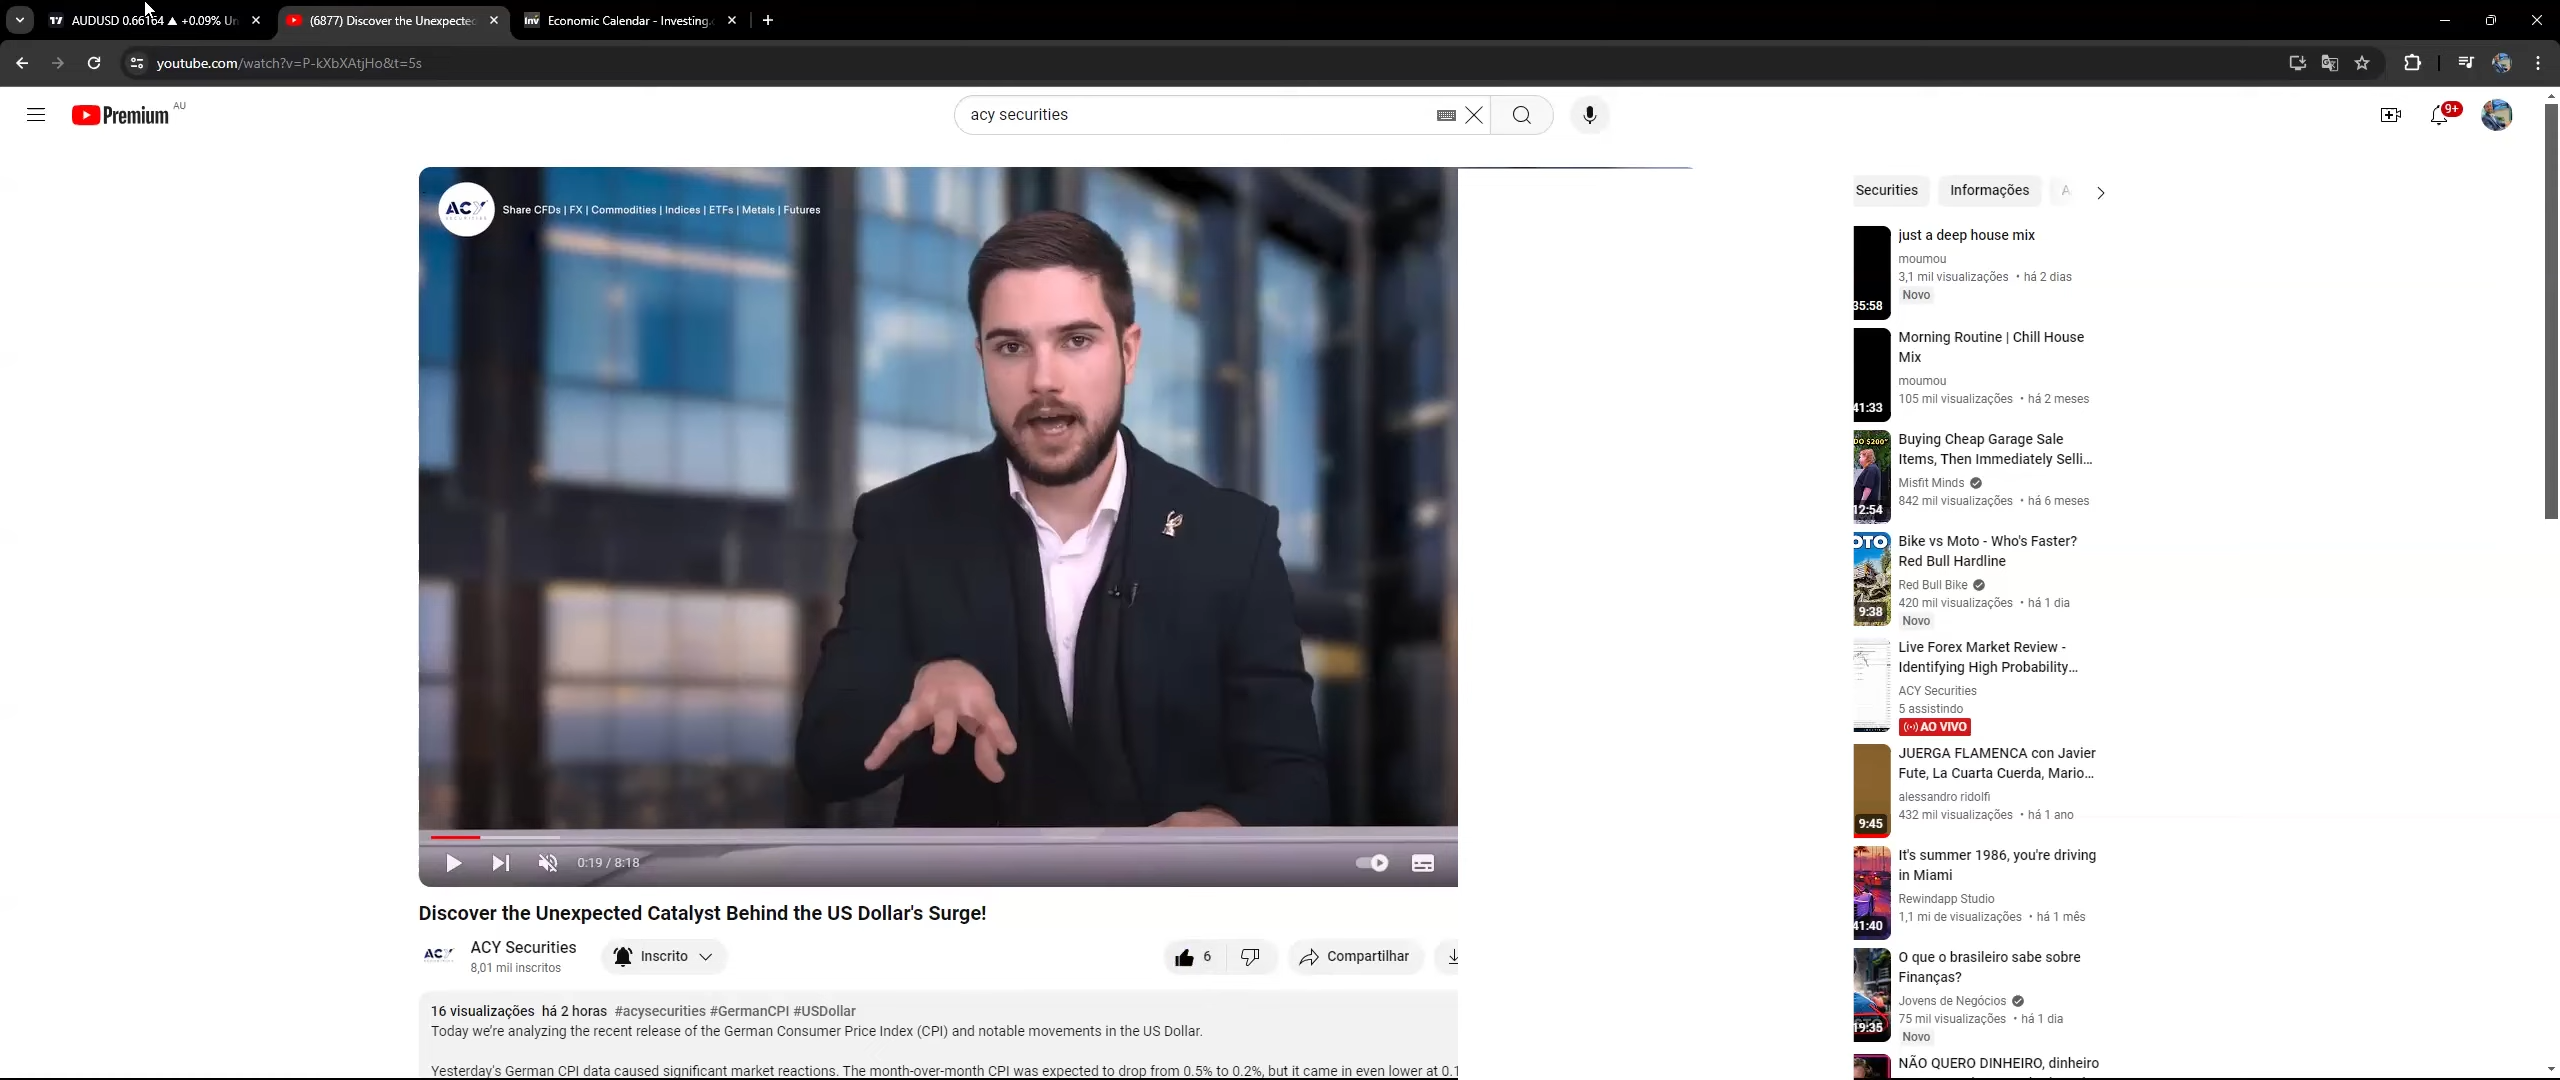 AUDUSD 0.66164 ▲ +0.09% Un
(6877) Discover the Unexpected
Inv
Economic Calendar - Investing.c
youtube.com/watch?v=P-kXbXAtjHo&t=5s
Premium AU
acy securities
9+
ACY
SECURITIES
Share CFDs | FX | Commodities | Indices | ETFs | Metals | Futures
0:19 / 8:18
Discover the Unexpected Catalyst Behind the US Dollar's Surge!
ACY
ACY Securities
8,01 mil inscritos
Inscrito
6
Compartilhar
16 visualizações há 2 horas #acysecurities #GermanCPI #USDollar
Today we're analyzing the recent release of the German Consumer Price Index (CPI) and notable movements in the US Dollar.
Yesterday's German CPI data caused significant market reactions. The month-over-month CPI was expected to drop from 0.5% to 0.2%, but it came in even lower at 0.1
Securities
Informações
A
35:58
just a deep house mix
moumou
3,1 mil visualizações • há 2 dias
Novo
41:33
Morning Routine | Chill House
Mix
moumou
105 mil visualizações • há 2 meses
DO $200"
12:54
Buying Cheap Garage Sale
Items, Then Immediately Selli...
Misfit Minds
842 mil visualizações • há 6 meses
OTO
9:38
Bike vs Moto - Who's Faster?
Red Bull Hardline
Red Bull Bike
420 mil visualizações • há 1 dia
Novo
Live Forex Market Review -
Identifying High Probability...
ACY Securities
5 assistindo
AO VIVO
9:45
JUERGA FLAMENCA con Javier
Fute, La Cuarta Cuerda, Mario...
alessandro ridolfi
432 mil visualizações • há 1 ano
41:40
It's summer 1986, you're driving
in Miami
Rewindapp Studio
1,1 mi de visualizações • há 1 mês
19:35
O que o brasileiro sabe sobre
Finanças?
Jovens de Negócios
75 mil visualizações • há 1 dia
Novo
NÃO QUERO DINHEIRO, dinheiro